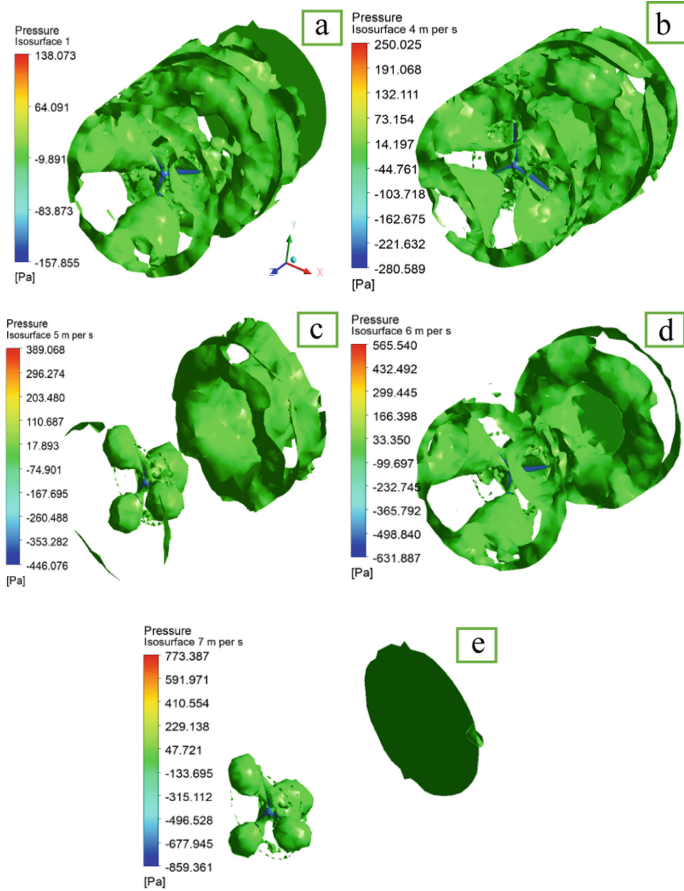 a
Pressure
Isosurface 1
138.073
64.091
-9.891
-83.873
-157.855
[Pa]
Y
X
Z
b
Pressure
Isosurface 4 m per s
250.025
191.068
132.111
73.154
14.197
-44.761
-103.718
-162.675
-221.632
-280.589
[Pa]
c
Pressure
Isosurface 5 m per s
389.068
296.274
203.480
110.687
17.893
-74.901
-167.695
-260.488
-353.282
-446.076
[Pa]
d
Pressure
Isosurface 6 m per s
565.540
432.492
299.445
166.398
33.350
-99.697
-232.745
-365.792
-498.840
-631.887
[Pa]
e
Pressure
Isosurface 7 m per s
773.387
591.971
410.554
229.138
47.721
-133.695
-315.112
-496.528
-677.945
-859.361
[Pa]